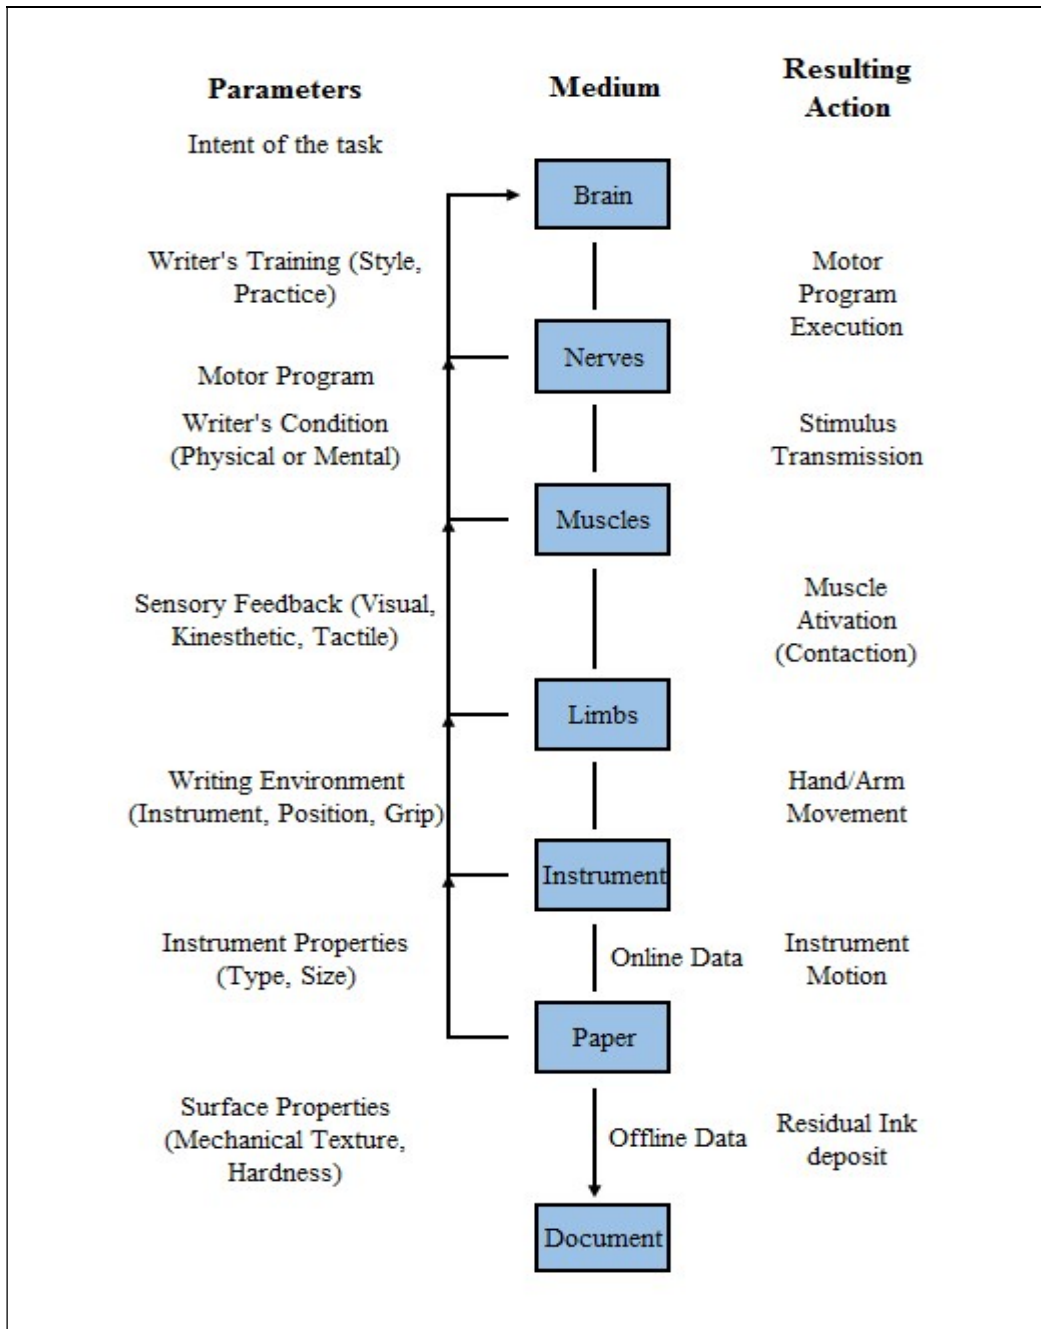 Parameters
Medium
Resulting
Action
Intent of the task
Brain
Writer's Training (Style,
Practice)
Motor
Program
Execution
Nerves
Motor Program
Writer's Condition
(Physical or Mental)
Stimulus
Transmission
Muscles
Sensory Feedback (Visual,
Kinesthetic, Tactile)
Muscle
Ativation
(Contaction)
Limbs
Writing Environment
(Instrument, Position, Grip)
Hand/Arm
Movement
Instrument
Instrument Properties
(Type, Size)
Online Data
Instrument
Motion
Paper
Surface Properties
(Mechanical Texture,
Hardness)
Offline Data
Residual Ink
deposit
Document